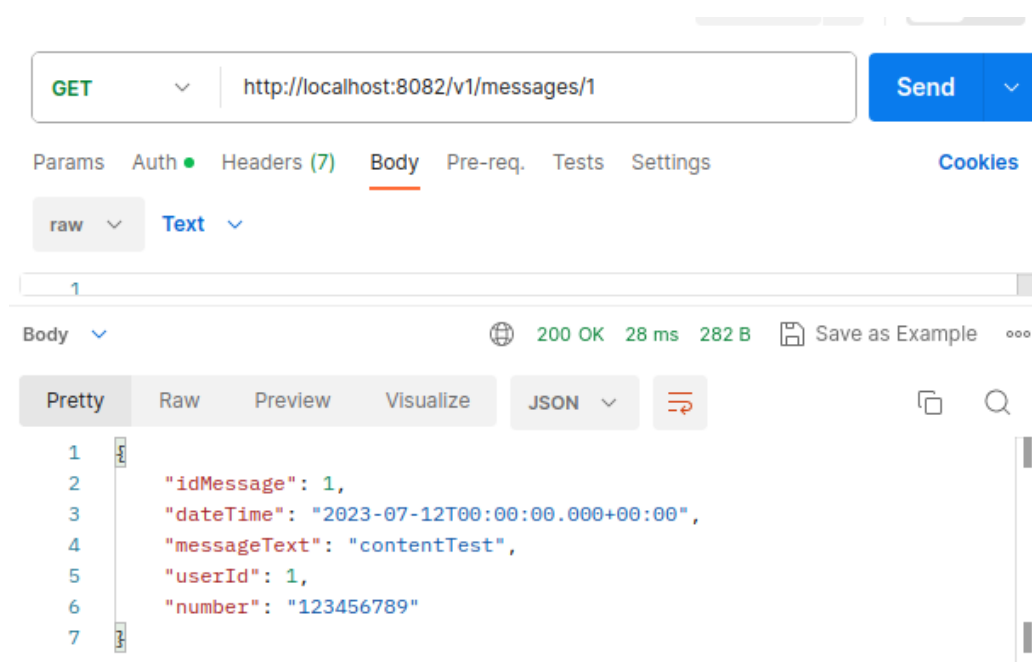 GET http://localhost:8082/v1/messages/1 Send
Params Auth Headers (7) Body Pre-req. Tests Settings Cookies
raw Text
1
Body 200 OK 28 ms 282 B Save as Example
Pretty Raw Preview Visualize JSON
1 {
2 "idMessage": 1,
3 "dateTime": "2023-07-12T00:00:00.000+00:00",
4 "messageText": "contentTest",
5 "userId": 1,
6 "number": "123456789"
7 }